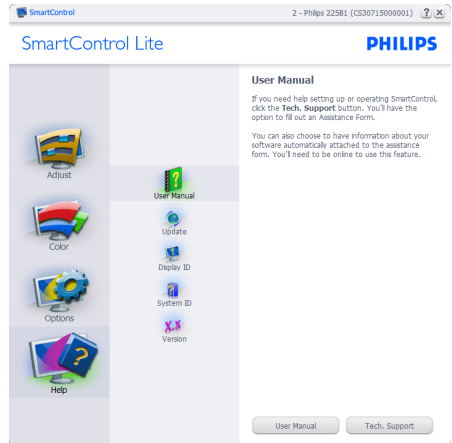 SmartControl
2 - Philips 225B1 (CS30715000001)
? X
SmartControl Lite
PHILIPS
User Manual
If you need help setting up or operating SmartControl,
click the Tech. Support button. You'll have the
option to fill out an Assistance Form.
You can also choose to have information about your
software automatically attached to the assistance
form. You'll need to be online to use this feature.
Adjust
Color
Options
?
Help
?
User Manual
Update
Display ID
?
System ID
X.X
Version
User Manual
Tech. Support